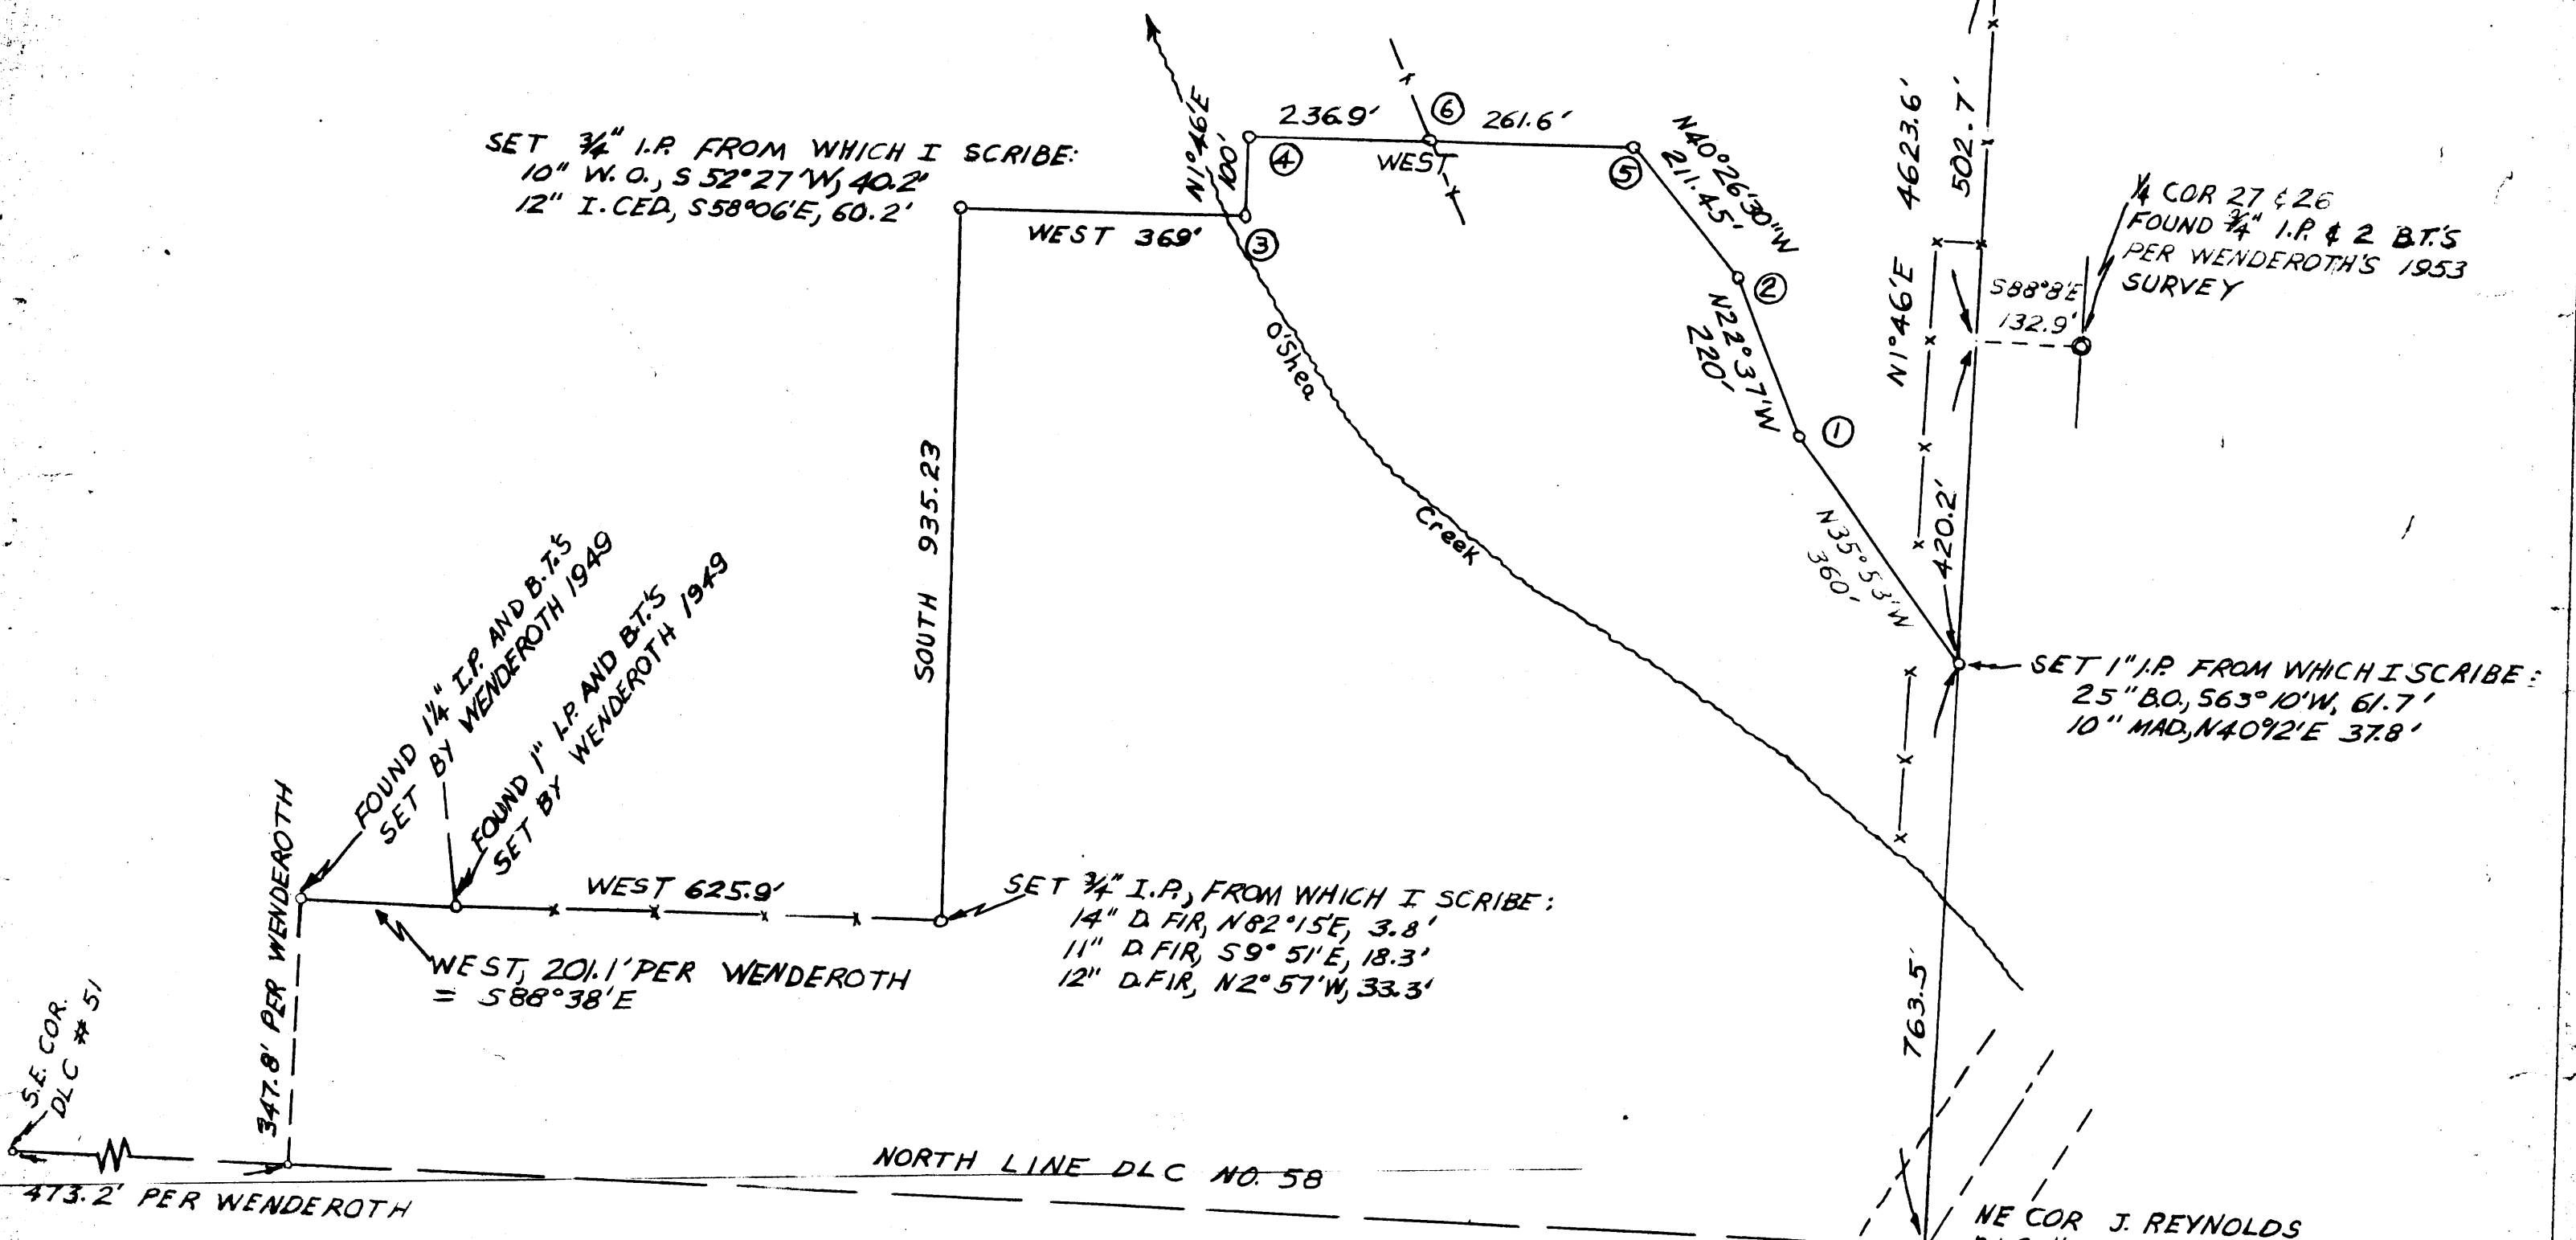 SET 3/4" I.P. FROM WHICH I SCRIBE:
10" W.O., S 52°27'W, 40.2'
12" I. CED., S58°06'E, 60.2'
N1°46'E
100'
236.9'
⑥
261.6'
④
WEST
⑤
③
WEST 369'
N40°26'30"W
211.45'
②
N22°37'W
220'
①
N35°53'W
360'
N1°46'E 4623.6'
502.7'
S88°8'E
132.9'
1/4 COR 27 & 26
FOUND 3/4" I.P. & 2 B.T.'S
PER WENDEROTH'S 1953
SURVEY
420.2'
O'Shea
Creek
SOUTH 935.23
SET 1" I.P. FROM WHICH I SCRIBE:
25" B.O., S63°10'W, 61.7'
10" MAD., N40°12'E 37.8'
FOUND 1 1/4" I.P. AND B.T.'S
SET BY WENDEROTH 1949
FOUND 1" I.P. AND B.T.'S
SET BY WENDEROTH 1949
WEST 625.9'
WEST, 201.1' PER WENDEROTH
= S88°38'E
SET 3/4" I.P., FROM WHICH I SCRIBE:
14" D. FIR, N82°15'E, 3.8'
11" D. FIR, S9°51'E, 18.3'
12" D. FIR, N2°57'W, 33.3'
347.8' PER WENDEROTH
763.5'
S.E. COR.
DLC #51
473.2' PER WENDEROTH
NORTH LINE DLC NO. 58
NE COR J. REYNOLDS